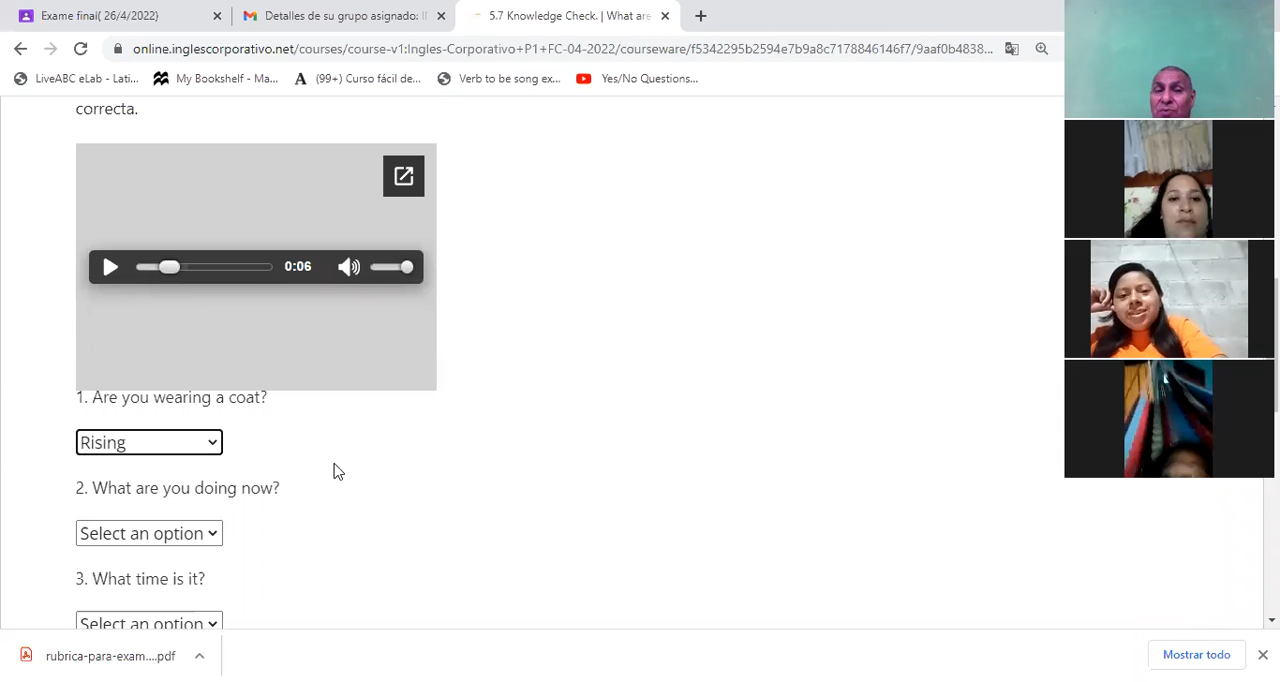 Exame final( 26/4/2022)
Detalles de su grupo asignado: II
5.7 Knowledge Check. | What are
online.inglescorporativo.net/courses/course-v1:Ingles-Corporativo+P1+FC-04-2022/courseware/f5342295b2594e7b9a8c7178846146f7/9aaf0b4838...
LiveABC eLab - Lati...
My Bookshelf - Ma...
(99+) Curso fácil de...
Verb to be song ex...
Yes/No Questions...
correcta.
0:06
1. Are you wearing a coat?
Rising
2. What are you doing now?
Select an option
3. What time is it?
Select an option
rubrica-para-exam....pdf
Mostrar todo